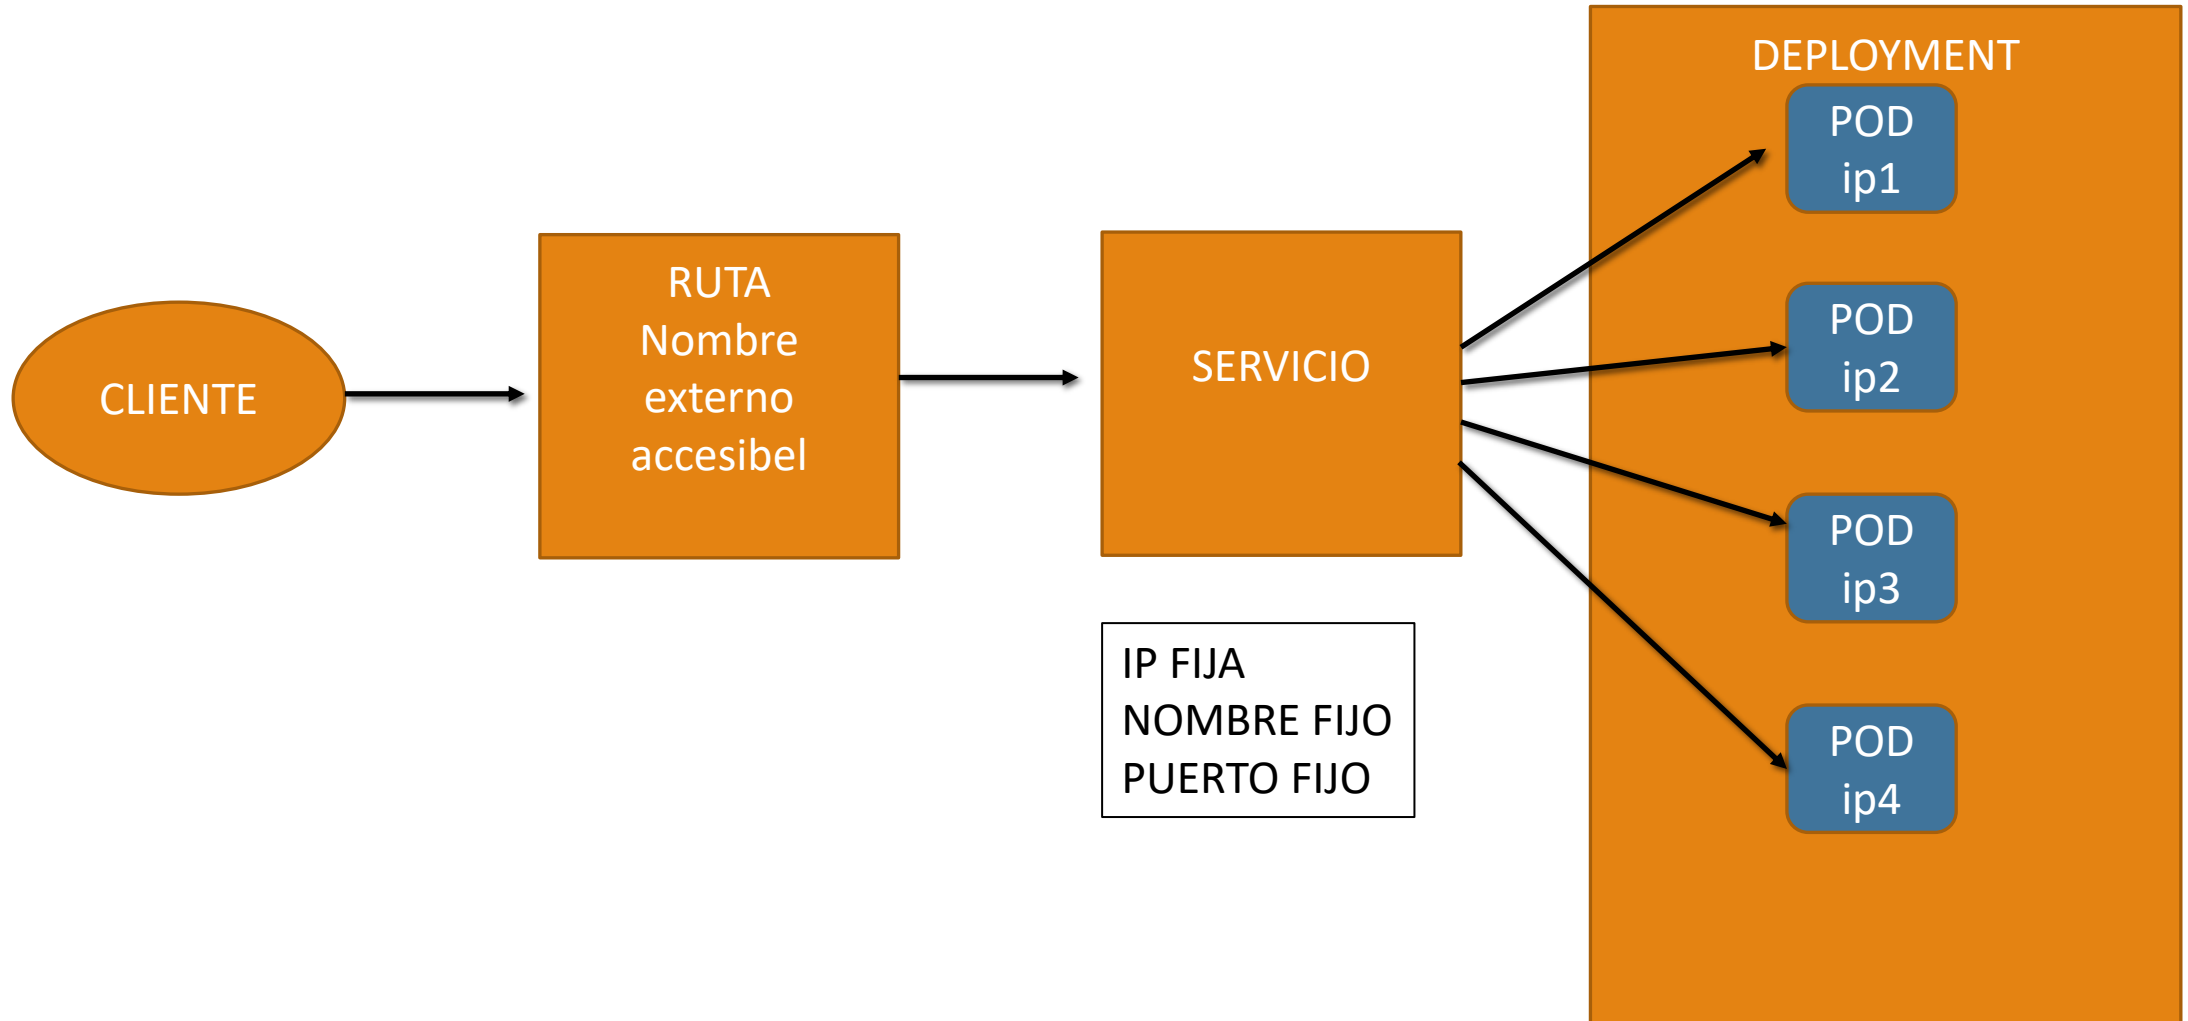 CLIENTE
RUTA
Nombre
externo
accesibel
SERVICIO
IP FIJA
NOMBRE FIJO
PUERTO FIJO
DEPLOYMENT
POD
ip1
POD
ip2
POD
ip3
POD
ip4